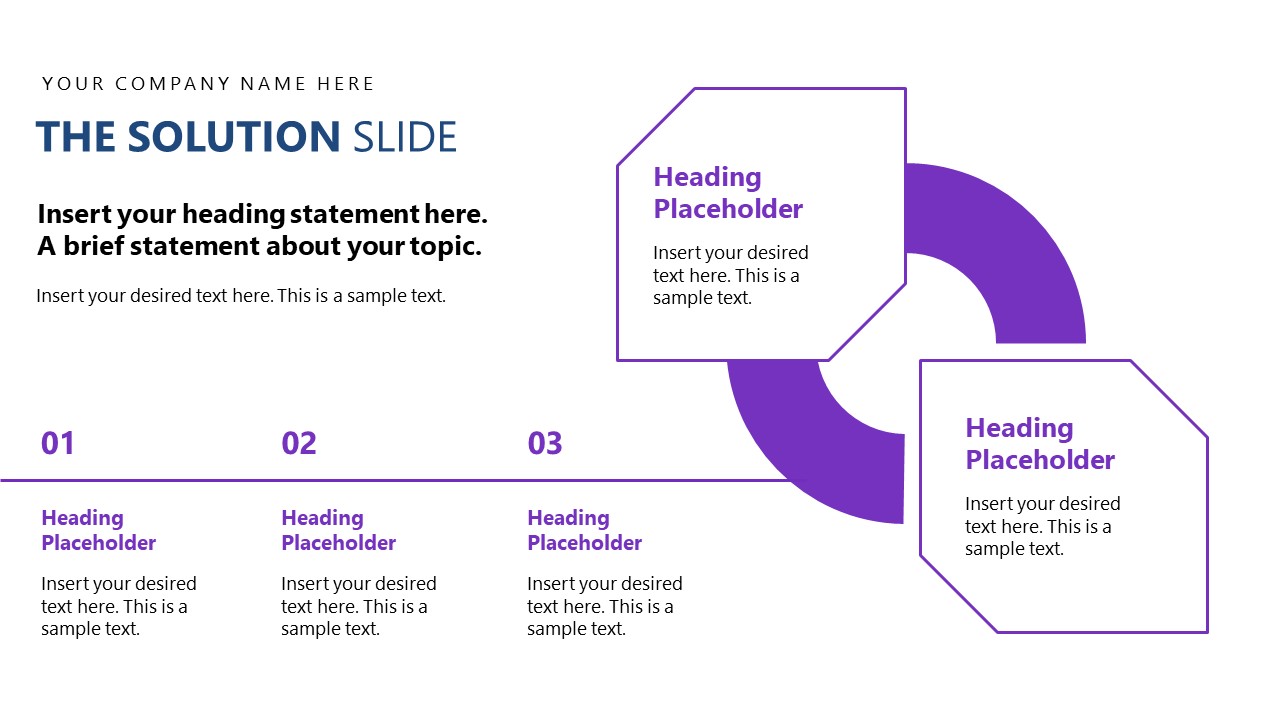 YOUR COMPANY NAME HERE
THE SOLUTION SLIDE
Insert your heading statement here.
A brief statement about your topic.
Insert your desired text here. This is a sample text.
Heading
Placeholder
Insert your desired
text here. This is a
sample text.
Heading
Placeholder
Insert your desired
text here. This is a
sample text.
01
Heading
Placeholder
Insert your desired
text here. This is a
sample text.
02
Heading
Placeholder
Insert your desired
text here. This is a
sample text.
03
Heading
Placeholder
Insert your desired
text here. This is a
sample text.